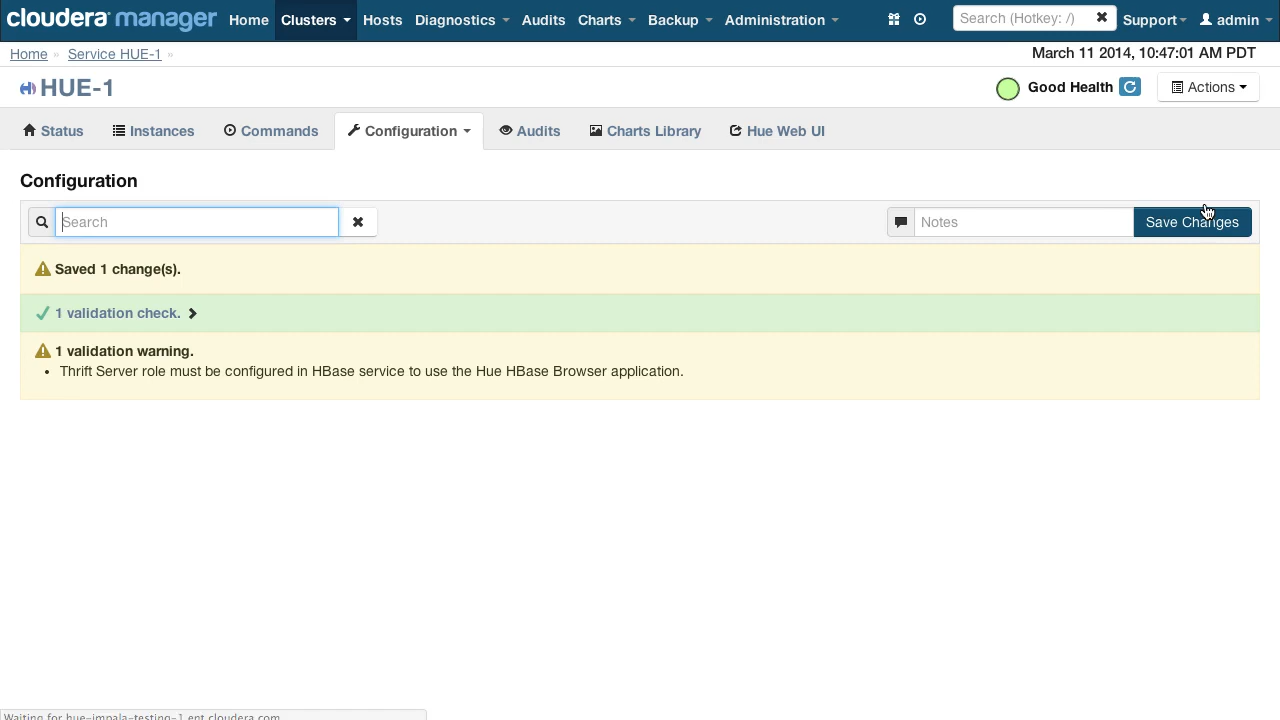 cloudera manager Home Clusters Hosts Diagnostics Audits Charts Backup Administration Search (Hotkey: /) Support admin
Home » Service HUE-1 » March 11 2014, 10:47:01 AM PDT
HUE-1 Good Health Actions
Status Instances Commands Configuration Audits Charts Library Hue Web UI
Configuration
Search Notes Save Changes
Saved 1 change(s).
1 validation check.
1 validation warning.
• Thrift Server role must be configured in HBase service to use the Hue HBase Browser application.
Waiting for hue-impala-testing-1.ent.cloudera.com